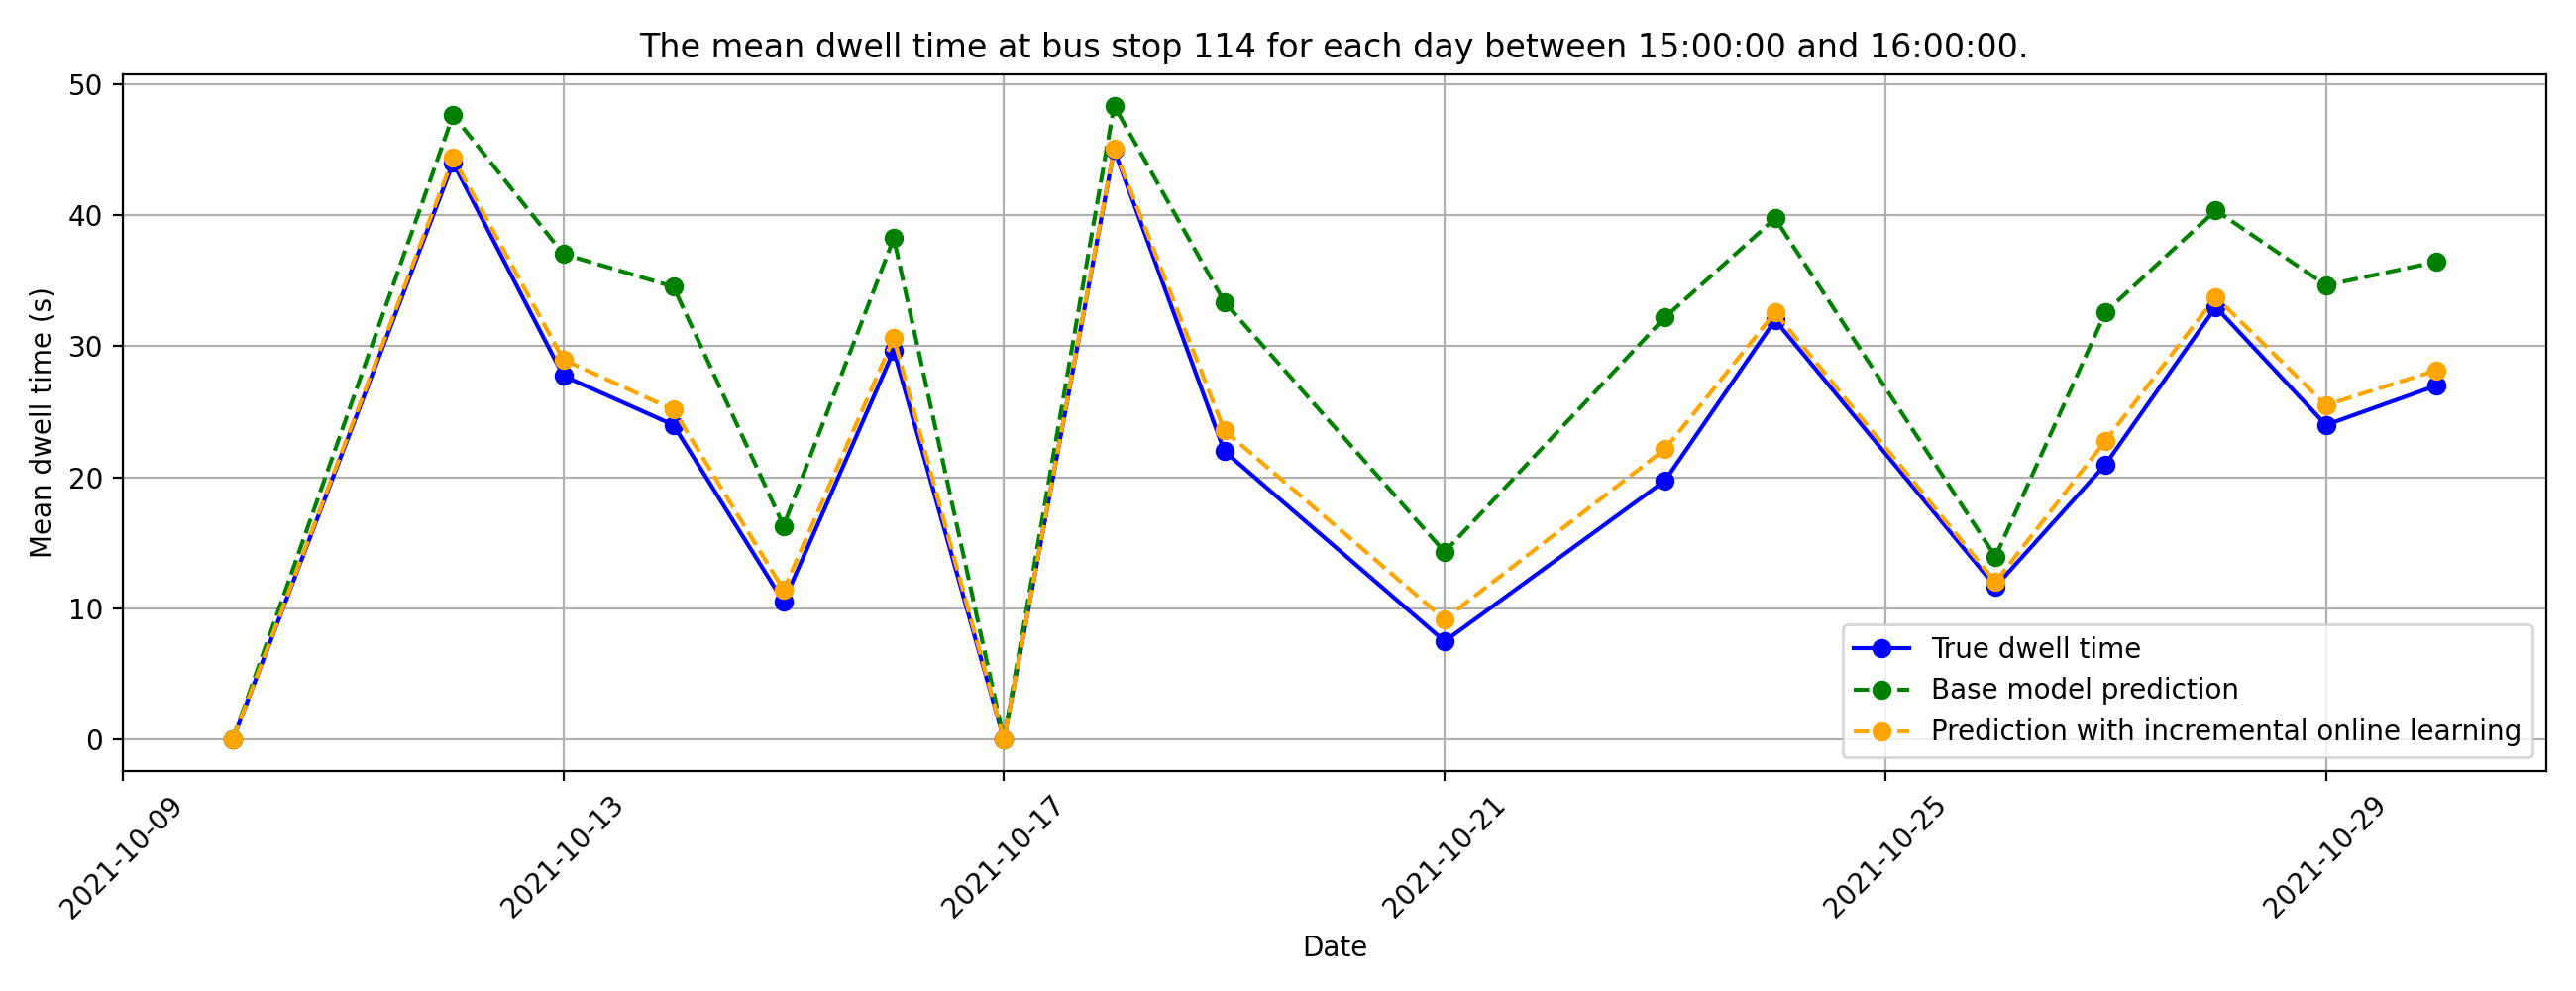 The mean dwell time at bus stop 114 for each day between 15:00:00 and 16:00:00.
50
40
30
20
10
0
Mean dwell time (s)
True dwell time
Base model prediction
Prediction with incremental online learning
2021-10-09
2021-10-13
2021-10-17
2021-10-21
2021-10-25
2021-10-29
Date